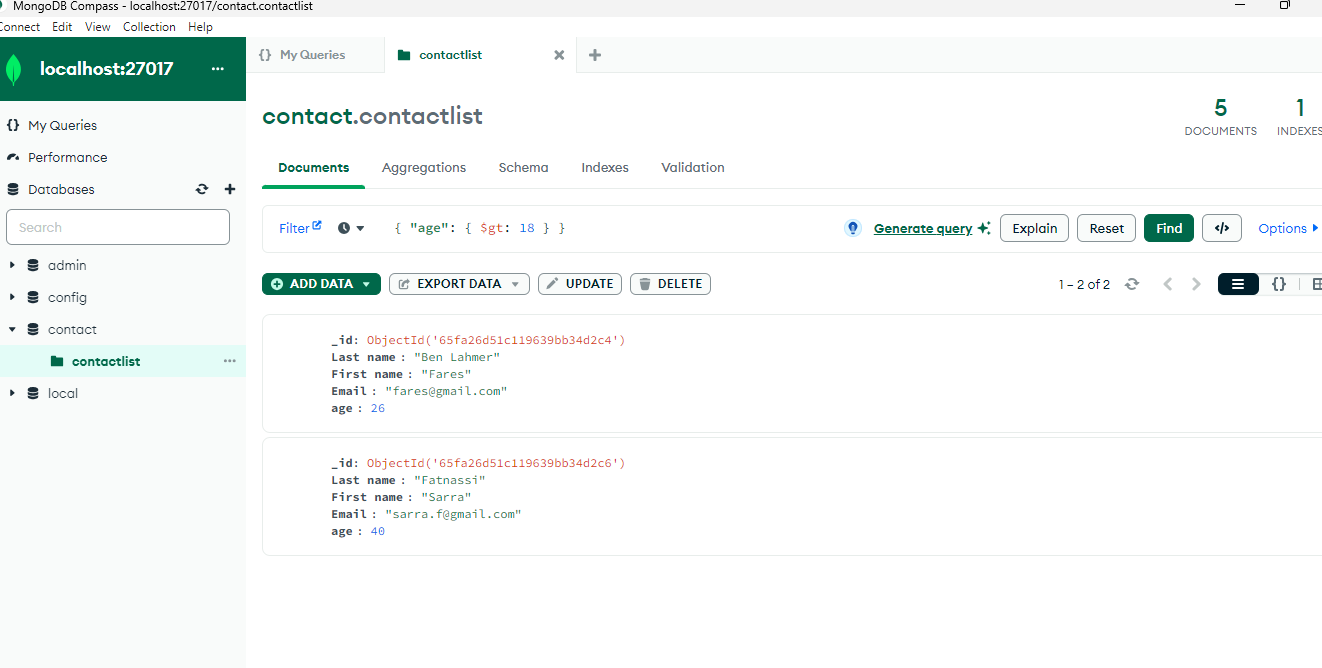 MongoDB Compass - localhost:27017/contact.contactlist
Connect Edit View Collection Help
localhost:27017 ...
{} My Queries
contactlist
My Queries
Performance
Databases
Search
admin
config
contact
contactlist ...
local
contact.contactlist
5
DOCUMENTS
1
INDEXES
Documents Aggregations Schema Indexes Validation
Filter
{ "age": { $gt: 18 } }
Generate query
Explain
Reset
Find
</>
Options
ADD DATA
EXPORT DATA
UPDATE
DELETE
1 – 2 of 2
{}
_id: ObjectId('65fa26d51c119639bb34d2c4')
Last name : "Ben Lahmer"
First name : "Fares"
Email : "fares@gmail.com"
age : 26
_id: ObjectId('65fa26d51c119639bb34d2c6')
Last name : "Fatnassi"
First name : "Sarra"
Email : "sarra.f@gmail.com"
age : 40